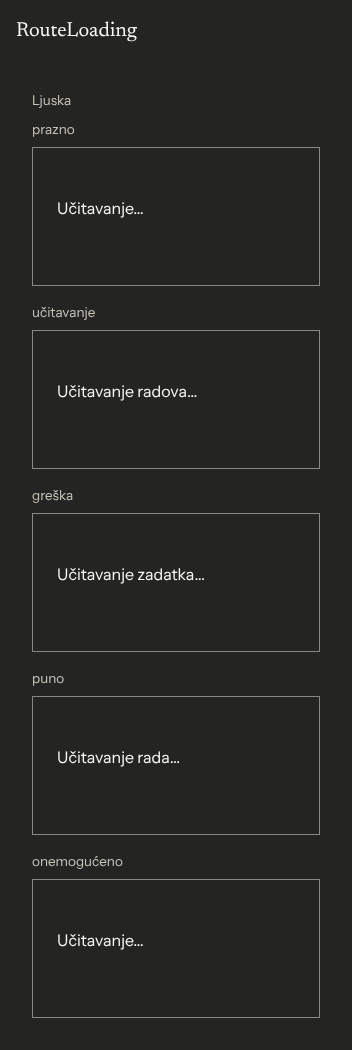 RouteLoading
Ljuska
prazno
Učitavanje…
učitavanje
Učitavanje radova…
greška
Učitavanje zadatka…
puno
Učitavanje rada…
onemogućeno
Učitavanje…